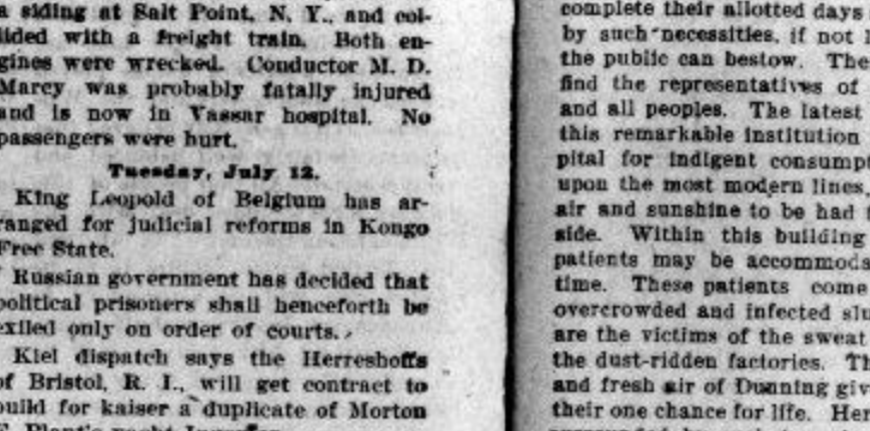 a siding at Salt Point, N. Y., and col-
lided with a freight train. Both en-
gines were wrecked. Conductor M. D.
Marcy was probably fatally injured
and is now in Vassar hospital. No
passengers were hurt.
Tuesday, July 12.
King Leopold of Belgium has ar-
ranged for judicial reforms in Kongo
Free State.
Russian government has decided that
political prisoners shall henceforth be
exiled only on order of courts.
Kiel dispatch says the Herreshoffs
of Bristol, R. I., will get contract to
build for kaiser a duplicate of Morton
complete their allotted days
by such necessities, if not
the public can bestow. The
find the representatives of
and all peoples. The latest
this remarkable institution
pital for indigent consumpt
upon the most modern lines,
air and sunshine to be had
side. Within this building
patients may be accommoda
time. These patients come
overcrowded and infected slu
are the victims of the sweat
the dust-ridden factories. Th
and fresh air of Dunning giv
their one chance for life. Her